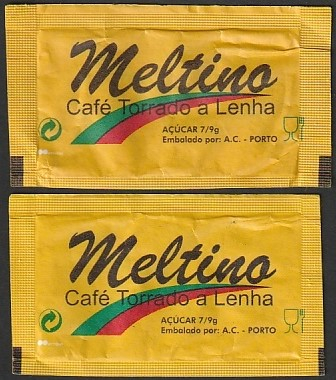 Meltino
Café Torrado a Lenha
AÇÚCAR 7/9g
Embalado por: A.C. - PORTO
Meltino
Café Torrado a Lenha
AÇÚCAR 7/9g
Embalado por: A.C. - PORTO